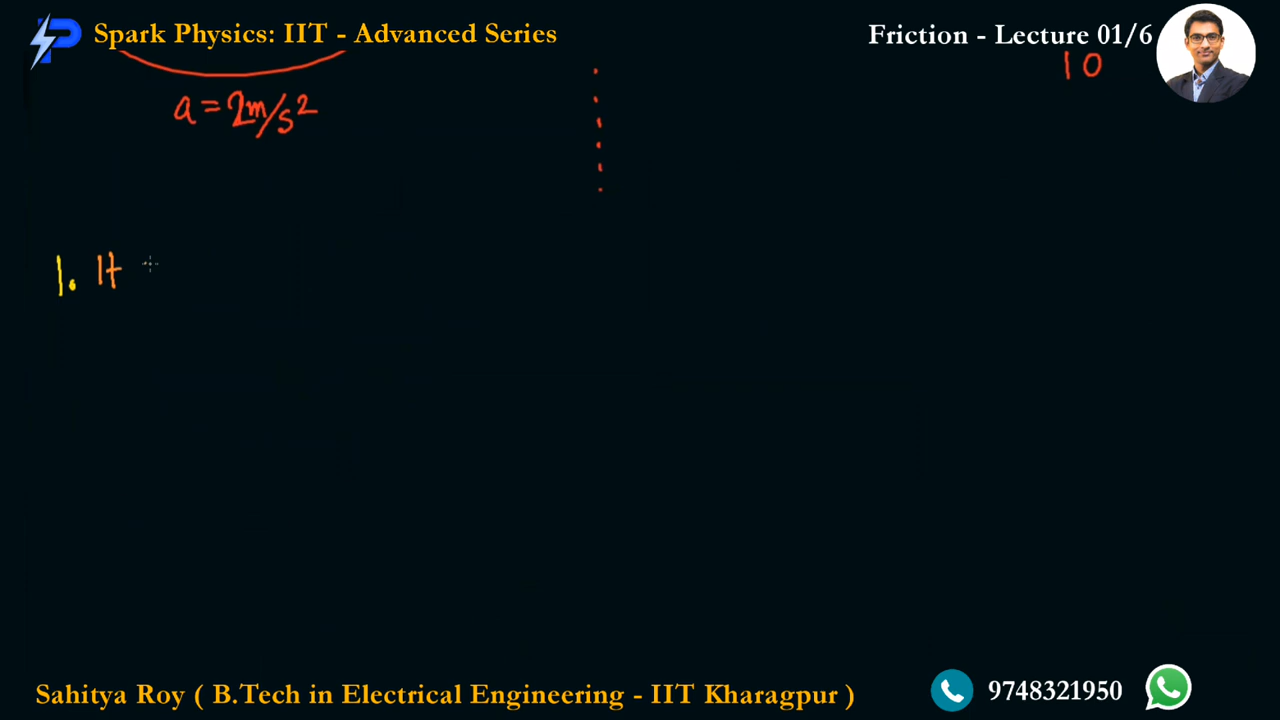 Spark Physics: IIT - Advanced Series
Friction - Lecture 01/6
10
a = 2m/s2
1. It
Sahitya Roy ( B.Tech in Electrical Engineering - IIT Kharagpur )
9748321950